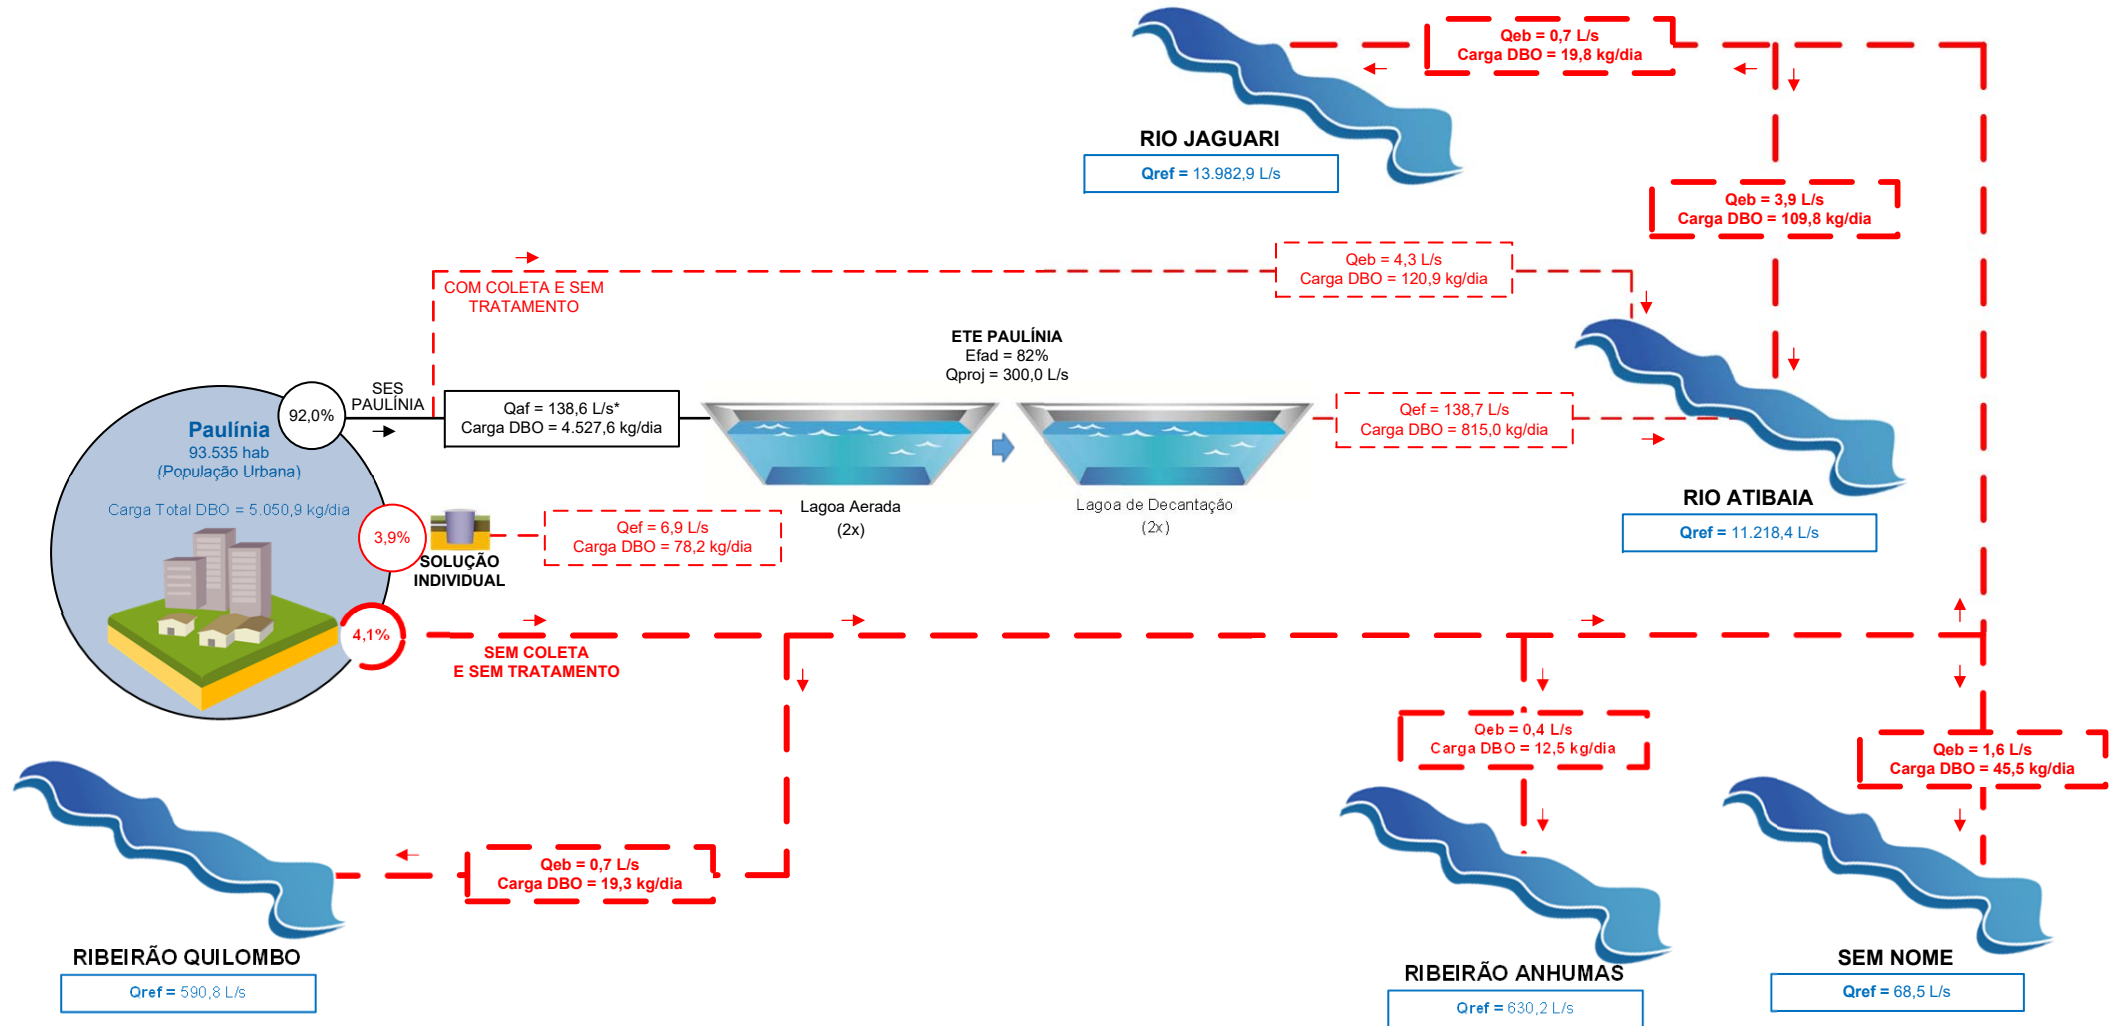 Qeb = 0,7 L/s
Carga DBO = 19,8 kg/dia
RIO JAGUARI
Qref = 13.982,9 L/s
Qeb = 3,9 L/s
Carga DBO = 109,8 kg/dia
COM COLETA E SEM
TRATAMENTO
Qeb = 4,3 L/s
Carga DBO = 120,9 kg/dia
ETE PAULÍNIA
Efad = 82%
Qproj = 300,0 L/s
92,0%
SES
PAULÍNIA
Qaf = 138,6 L/s*
Carga DBO = 4.527,6 kg/dia
Qef = 138,7 L/s
Carga DBO = 815,0 kg/dia
Paulínia
93.535 hab
(População Urbana)
Carga Total DBO = 5.050,9 kg/dia
Lagoa Aerada
(2x)
Lagoa de Decantação
(2x)
RIO ATIBAIA
Qref = 11.218,4 L/s
3,9%
SOLUÇÃO
INDIVIDUAL
Qef = 6,9 L/s
Carga DBO = 78,2 kg/dia
4,1%
SEM COLETA
E SEM TRATAMENTO
Qeb = 0,4 L/s
Carga DBO = 12,5 kg/dia
Qeb = 1,6 L/s
Carga DBO = 45,5 kg/dia
Qeb = 0,7 L/s
Carga DBO = 19,3 kg/dia
RIBEIRÃO QUILOMBO
Qref = 590,8 L/s
RIBEIRÃO ANHUMAS
Qref = 630,2 L/s
SEM NOME
Qref = 68,5 L/s